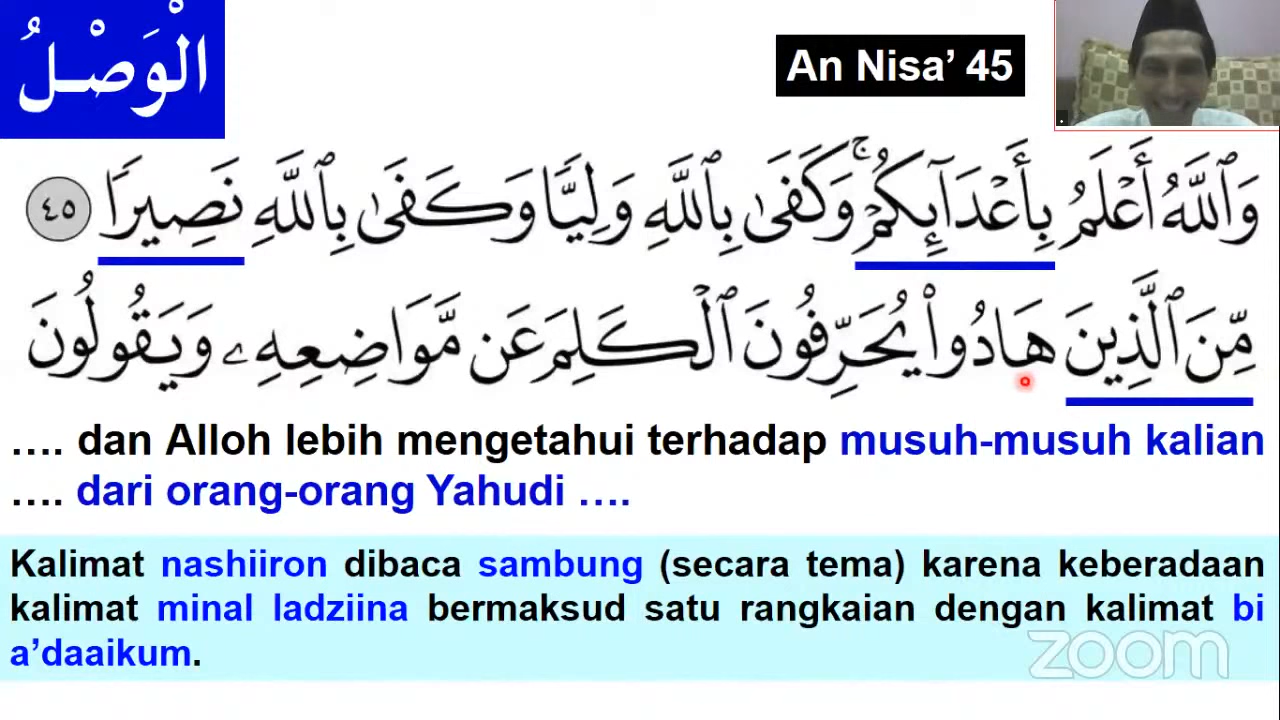 الْوَصْلُ
An Nisa’ 45
وَٱللَّهُ أَعْلَمُ بِأَعْدَآئِكُمْ ۚ وَكَفَىٰ بِٱللَّهِ وَلِيًّا وَكَفَىٰ بِٱللَّهِ نَصِيرًا ٤٥
مِّنَ ٱلَّذِينَ هَادُوا۟ يُحَرِّفُونَ ٱلْكَلِمَ عَن مَّوَاضِعِهِۦ وَيَقُولُونَ
…. dan Alloh lebih mengetahui terhadap musuh-musuh kalian
…. dari orang-orang Yahudi ….
Kalimat nashiiron dibaca sambung (secara tema) karena keberadaan
kalimat minal ladziina bermaksud satu rangkaian dengan kalimat bi
a’daaikum.
zoom